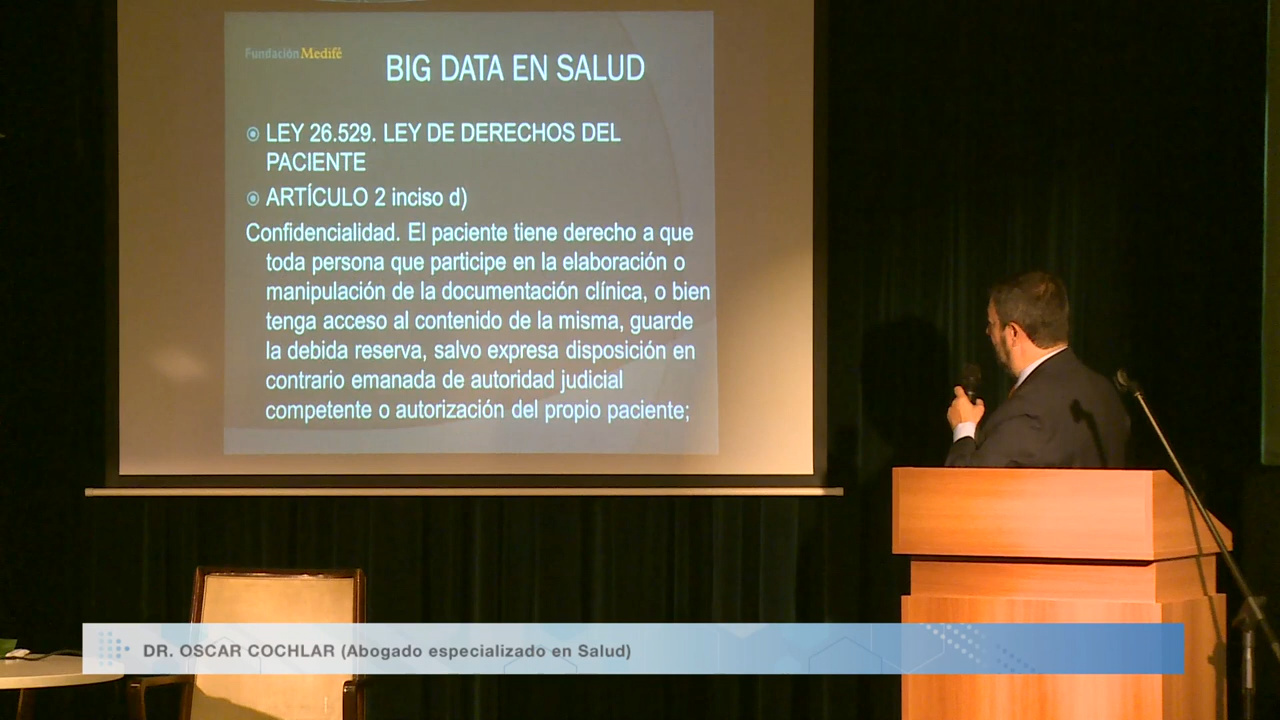 Fundación Medifé
BIG DATA EN SALUD
LEY 26.529. LEY DE DERECHOS DEL
PACIENTE
ARTÍCULO 2 inciso d)
Confidencialidad. El paciente tiene derecho a que
toda persona que participe en la elaboración o
manipulación de la documentación clínica, o bien
tenga acceso al contenido de la misma, guarde
la debida reserva, salvo expresa disposición en
contrario emanada de autoridad judicial
competente o autorización del propio paciente;
DR. OSCAR COCHLAR (Abogado especializado en Salud)